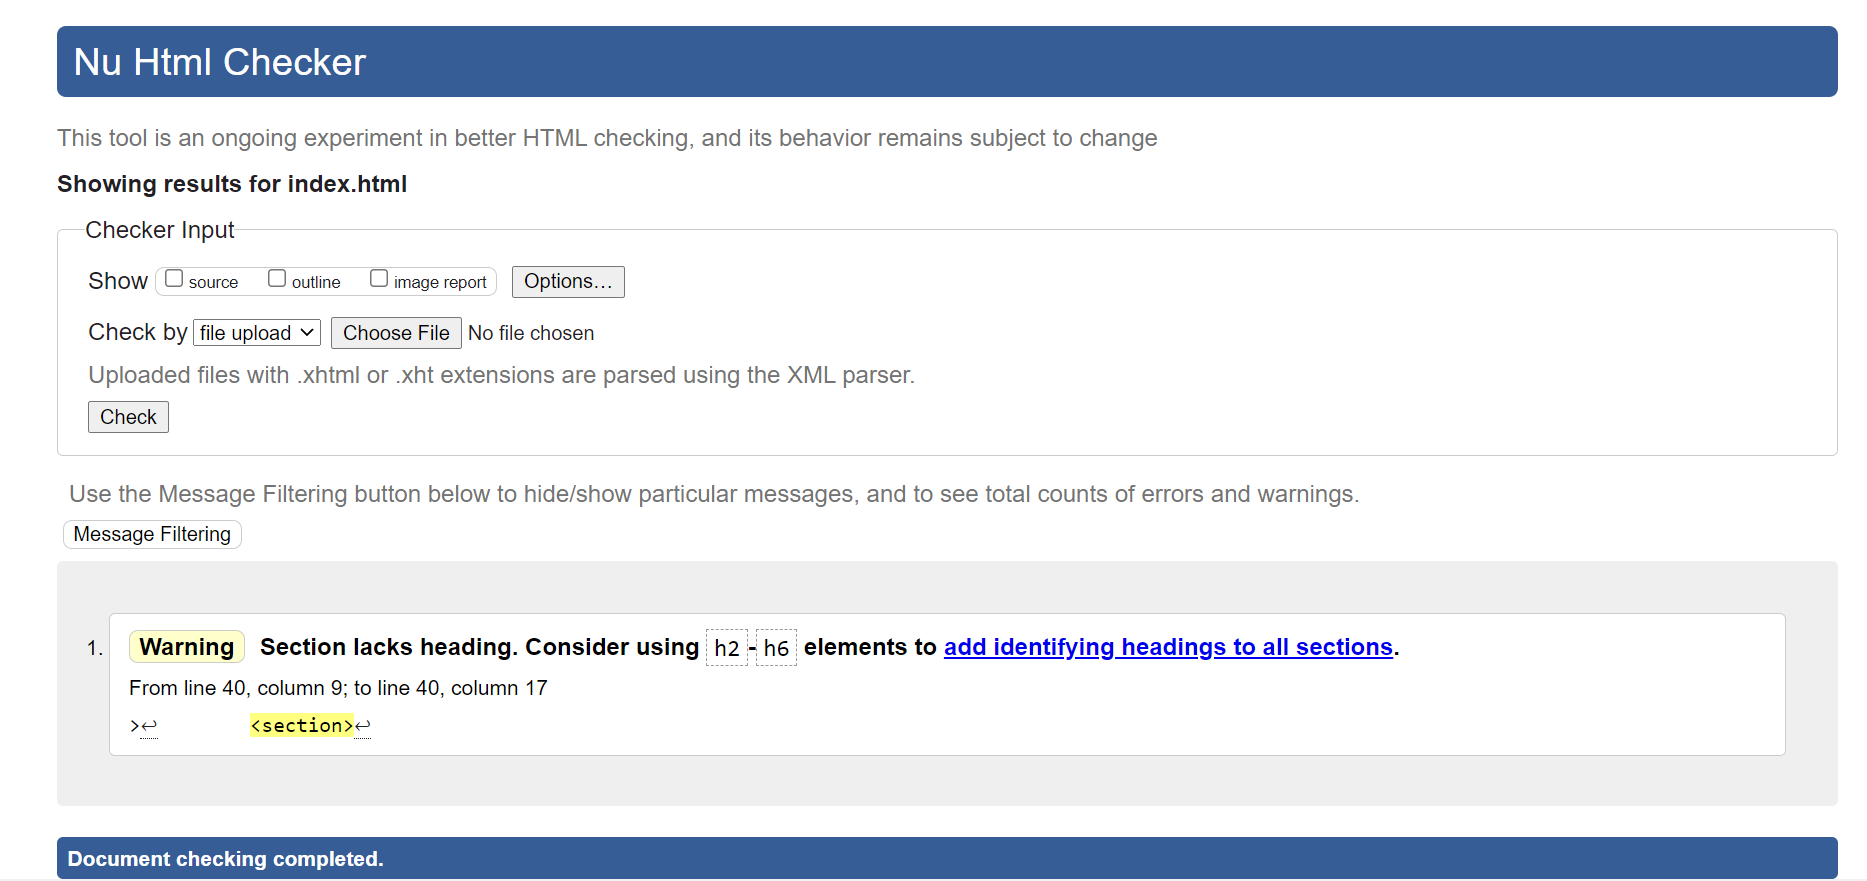 Nu Html Checker
This tool is an ongoing experiment in better HTML checking, and its behavior remains subject to change
Showing results for index.html
Checker Input
Show source outline image report Options...
Check by file upload Choose File No file chosen
Uploaded files with .xhtml or .xht extensions are parsed using the XML parser.
Check
Use the Message Filtering button below to hide/show particular messages, and to see total counts of errors and warnings.
Message Filtering
1. Warning Section lacks heading. Consider using h2-h6 elements to add identifying headings to all sections.
From line 40, column 9; to line 40, column 17
>↩ <section>↩
Document checking completed.